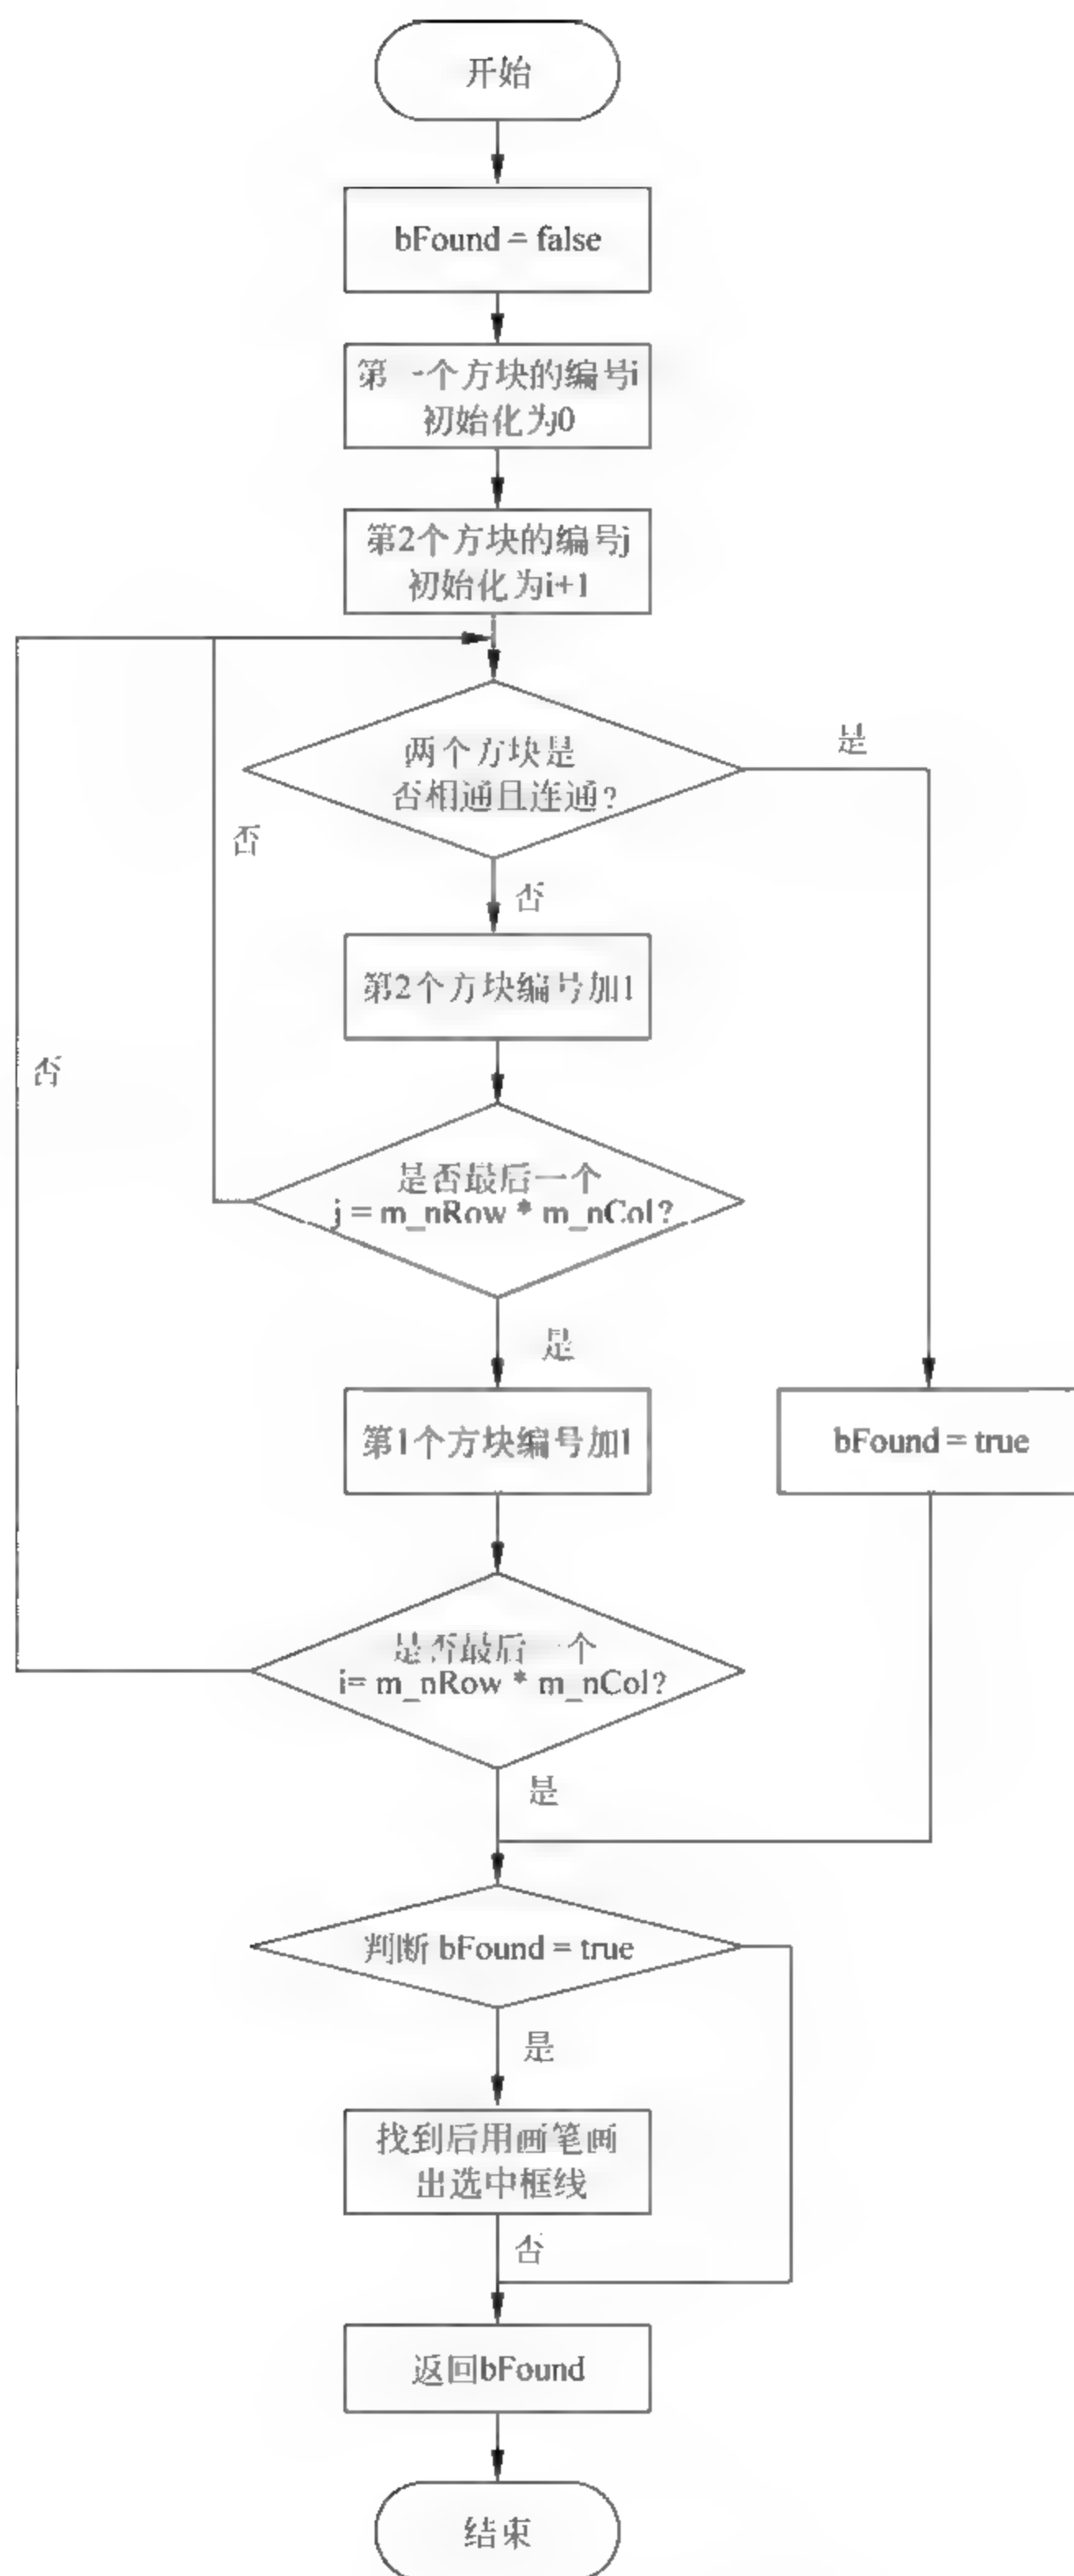 开始
bFound = false
第一个方块的编号i
初始化为0
第2个方块的编号j
初始化为i+1
两个方块是
否相通且连通?
是
否
否
第2个方块编号加1
否
是否最后一个
j = m_nRow * m_nCol?
是
第1个方块编号加1
bFound = true
是否最后一个
i= m_nRow * m_nCol?
是
判断 bFound = true
是
找到后用画笔画
出选中框线
否
返回bFound
结束